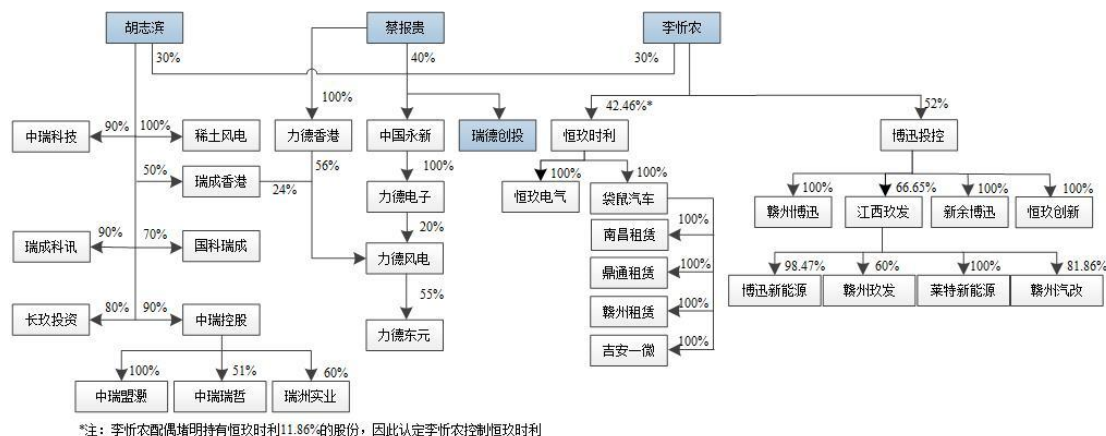 胡志滨
蔡报贵
李忻农
30%
40%
30%
100%
42.46%*
52%
中瑞科技
90%
100%
稀土风电
力德香港
中国永新
瑞德创投
恒玖时利
博迅投控
50%
瑞成香港
24%
56%
100%
力德电子
100%
恒玖电气
100%
袋鼠汽车
100%
赣州博迅
66.65%
江西玖发
100%
新余博迅
100%
恒玖创新
瑞成科讯
90%
70%
国科瑞成
20%
力德风电
南昌租赁
100%
鼎通租赁
100%
98.47%
博迅新能源
60%
赣州玖发
100%
莱特新能源
81.86%
赣州汽改
长玖投资
80%
90%
中瑞控股
55%
力德东元
赣州租赁
100%
吉安一微
100%
100%
中瑞盟灏
51%
中瑞瑞哲
60%
瑞洲实业
*注：李忻农配偶堵明持有恒玖时利11.86%的股份，因此认定李忻农控制恒玖时利